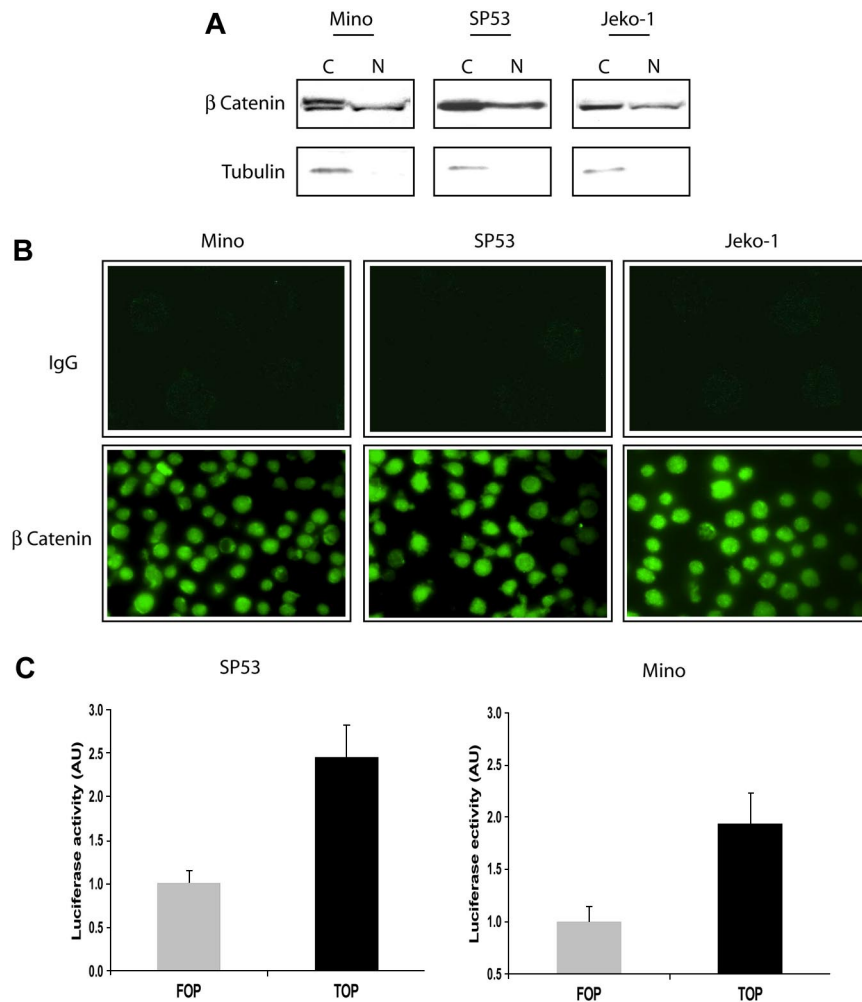 A
Mino SP53 Jeko-1
C N C N C N
β Catenin
Tubulin
B
Mino SP53 Jeko-1
IgG
β Catenin
C
SP53
Luciferase activity (AU)
3.0
2.5
2.0
1.5
1.0
0.5
0.0
FOP TOP
Mino
Luciferase ectivity (AU)
3.0
2.5
2.0
1.5
1.0
0.5
FOP TOP